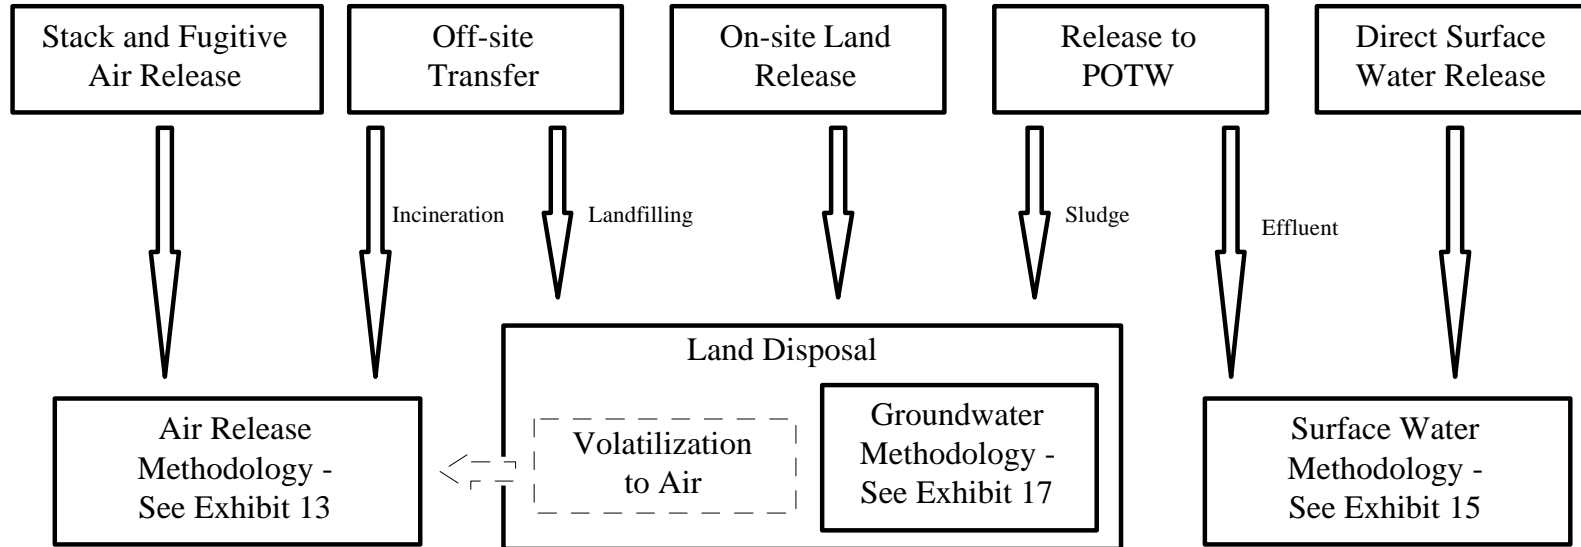 Stack and Fugitive
Air Release
Off-site
Transfer
On-site Land
Release
Release to
POTW
Direct Surface
Water Release
Incineration
Landfilling
Sludge
Effluent
Land Disposal
Air Release
Methodology -
See Exhibit 13
Volatilization
to Air
Groundwater
Methodology -
See Exhibit 17
Surface Water
Methodology -
See Exhibit 15